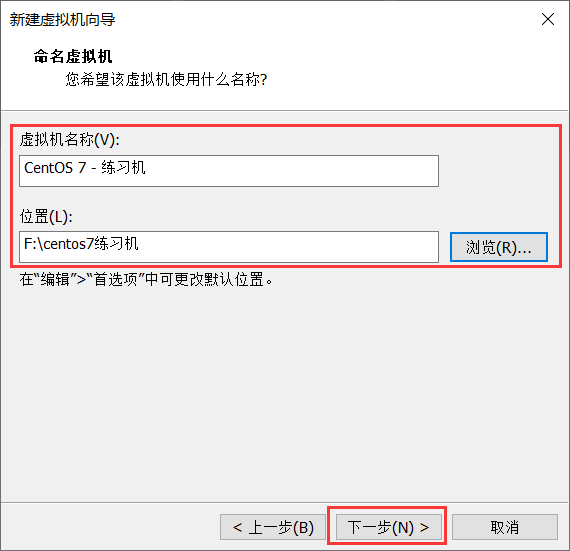 新建虚拟机向导
命名虚拟机
您希望该虚拟机使用什么名称?
虚拟机名称(V):
CentOS 7 - 练习机
位置(L):
F:\centos7练习机
浏览(R)...
在“编辑”>“首选项”中可更改默认位置。
< 上一步(B) 下一步(N) > 取消